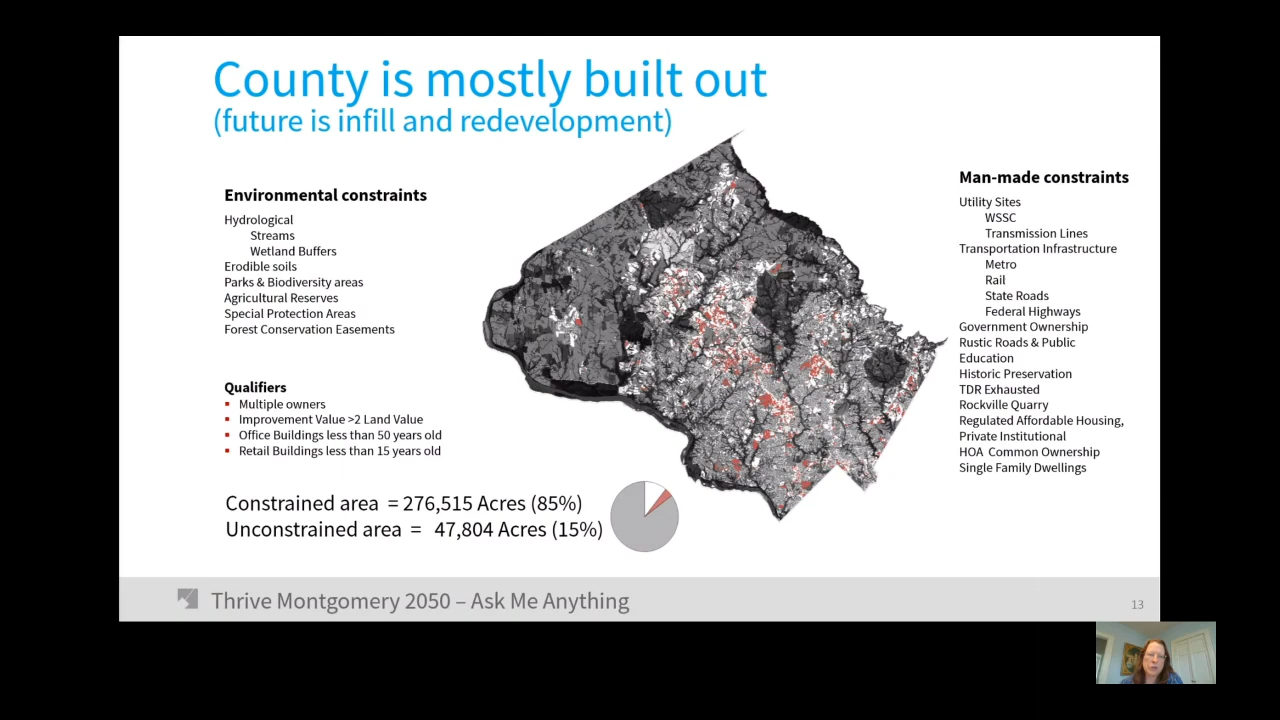 County is mostly built out
(future is infill and redevelopment)
Environmental constraints
Hydrological
Streams
Wetland Buffers
Erodible soils
Parks & Biodiversity areas
Agricultural Reserves
Special Protection Areas
Forest Conservation Easements
Qualifiers
Multiple owners
Improvement Value >2 Land Value
Office Buildings less than 50 years old
Retail Buildings less than 15 years old
Constrained area = 276,515 Acres (85%)
Unconstrained area = 47,804 Acres (15%)
Man-made constraints
Utility Sites
WSSC
Transmission Lines
Transportation Infrastructure
Metro
Rail
State Roads
Federal Highways
Government Ownership
Rustic Roads & Public
Education
Historic Preservation
TDR Exhausted
Rockville Quarry
Regulated Affordable Housing,
Private Institutional
HOA Common Ownership
Single Family Dwellings
Thrive Montgomery 2050 – Ask Me Anything
13